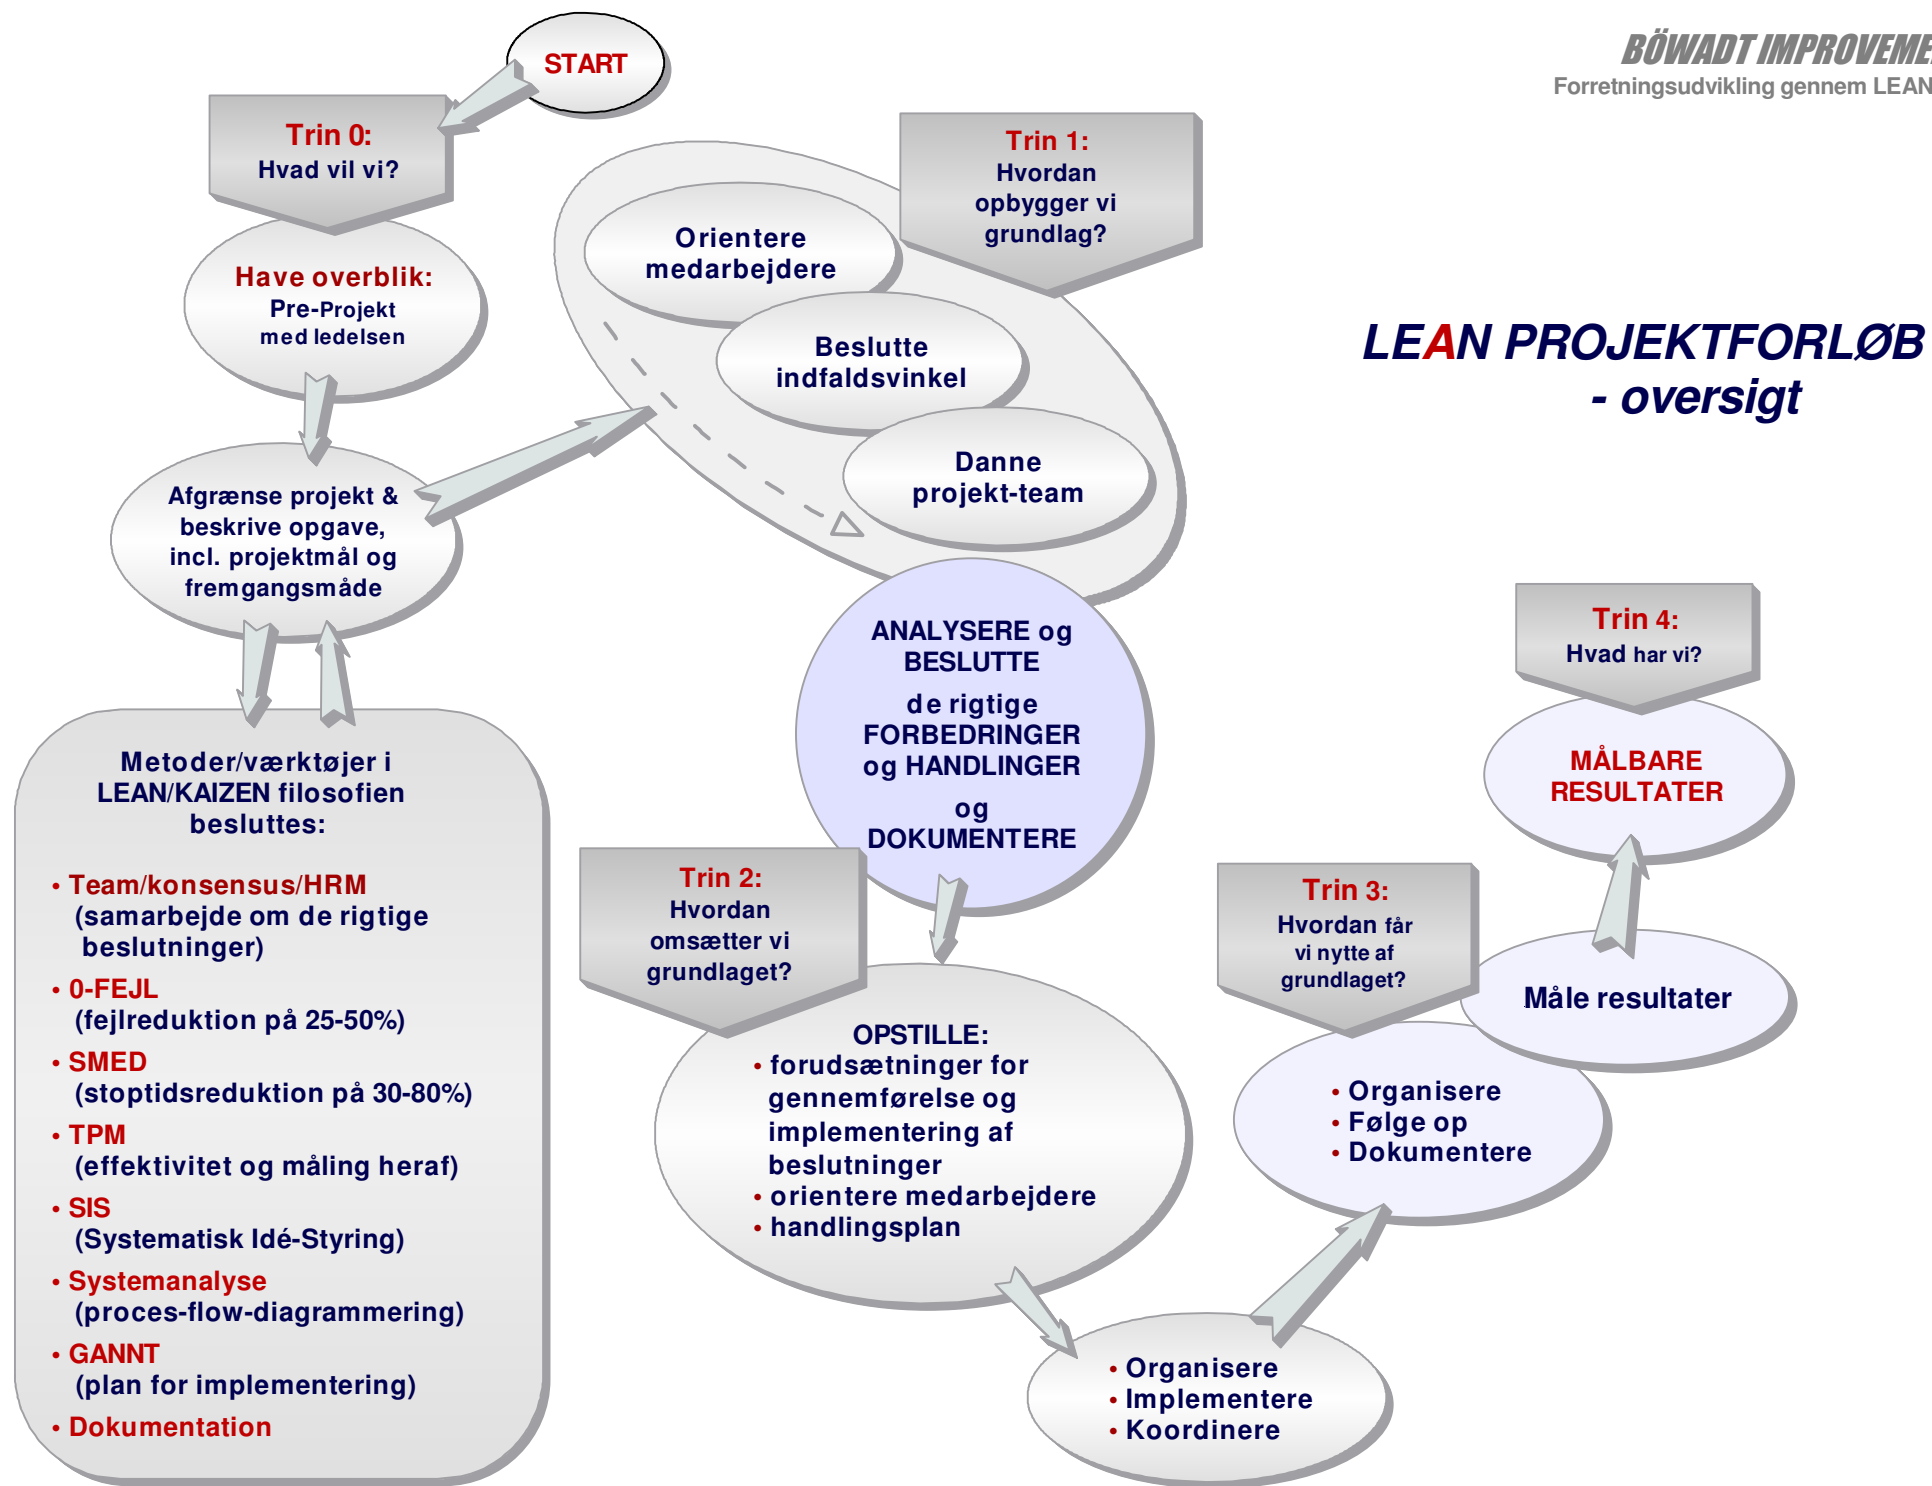 BÖWADT IMPROVEME
Forretningsudvikling gennem LEAN
START
Trin 0:
Hvad vil vi?
Have overblik:
Pre-Projekt
med ledelsen
Afgrænse projekt &
beskrive opgave,
incl. projektmål og
fremgangsmåde
Metoder/værktøjer i
LEAN/KAIZEN filosofien
besluttes:
• Team/konsensus/HRM
(samarbejde om de rigtige
beslutninger)
• 0-FEJL
(fejlreduktion på 25-50%)
• SMED
(stoptidsreduktion på 30-80%)
• TPM
(effektivitet og måling heraf)
• SIS
(Systematisk Idé-Styring)
• Systemanalyse
(proces-flow-diagrammering)
• GANNT
(plan for implementering)
• Dokumentation
Trin 1:
Hvordan
opbygger vi
grundlag?
Orientere
medarbejdere
Beslutte
indfaldsvinkel
Danne
projekt-team
LEAN PROJEKTFORLØB
- oversigt
ANALYSERE og
BESLUTTE
de rigtige
FORBEDRINGER
og HANDLINGER
og
DOKUMENTERE
Trin 2:
Hvordan
omsætter vi
grundlaget?
OPSTILLE:
• forudsætninger for
gennemførelse og
implementering af
beslutninger
• orientere medarbejdere
• handlingsplan
• Organisere
• Implementere
• Koordinere
Trin 3:
Hvordan får
vi nytte af
grundlaget?
• Organisere
• Følge op
• Dokumentere
Måle resultater
Trin 4:
Hvad har vi?
MÅLBARE
RESULTATER